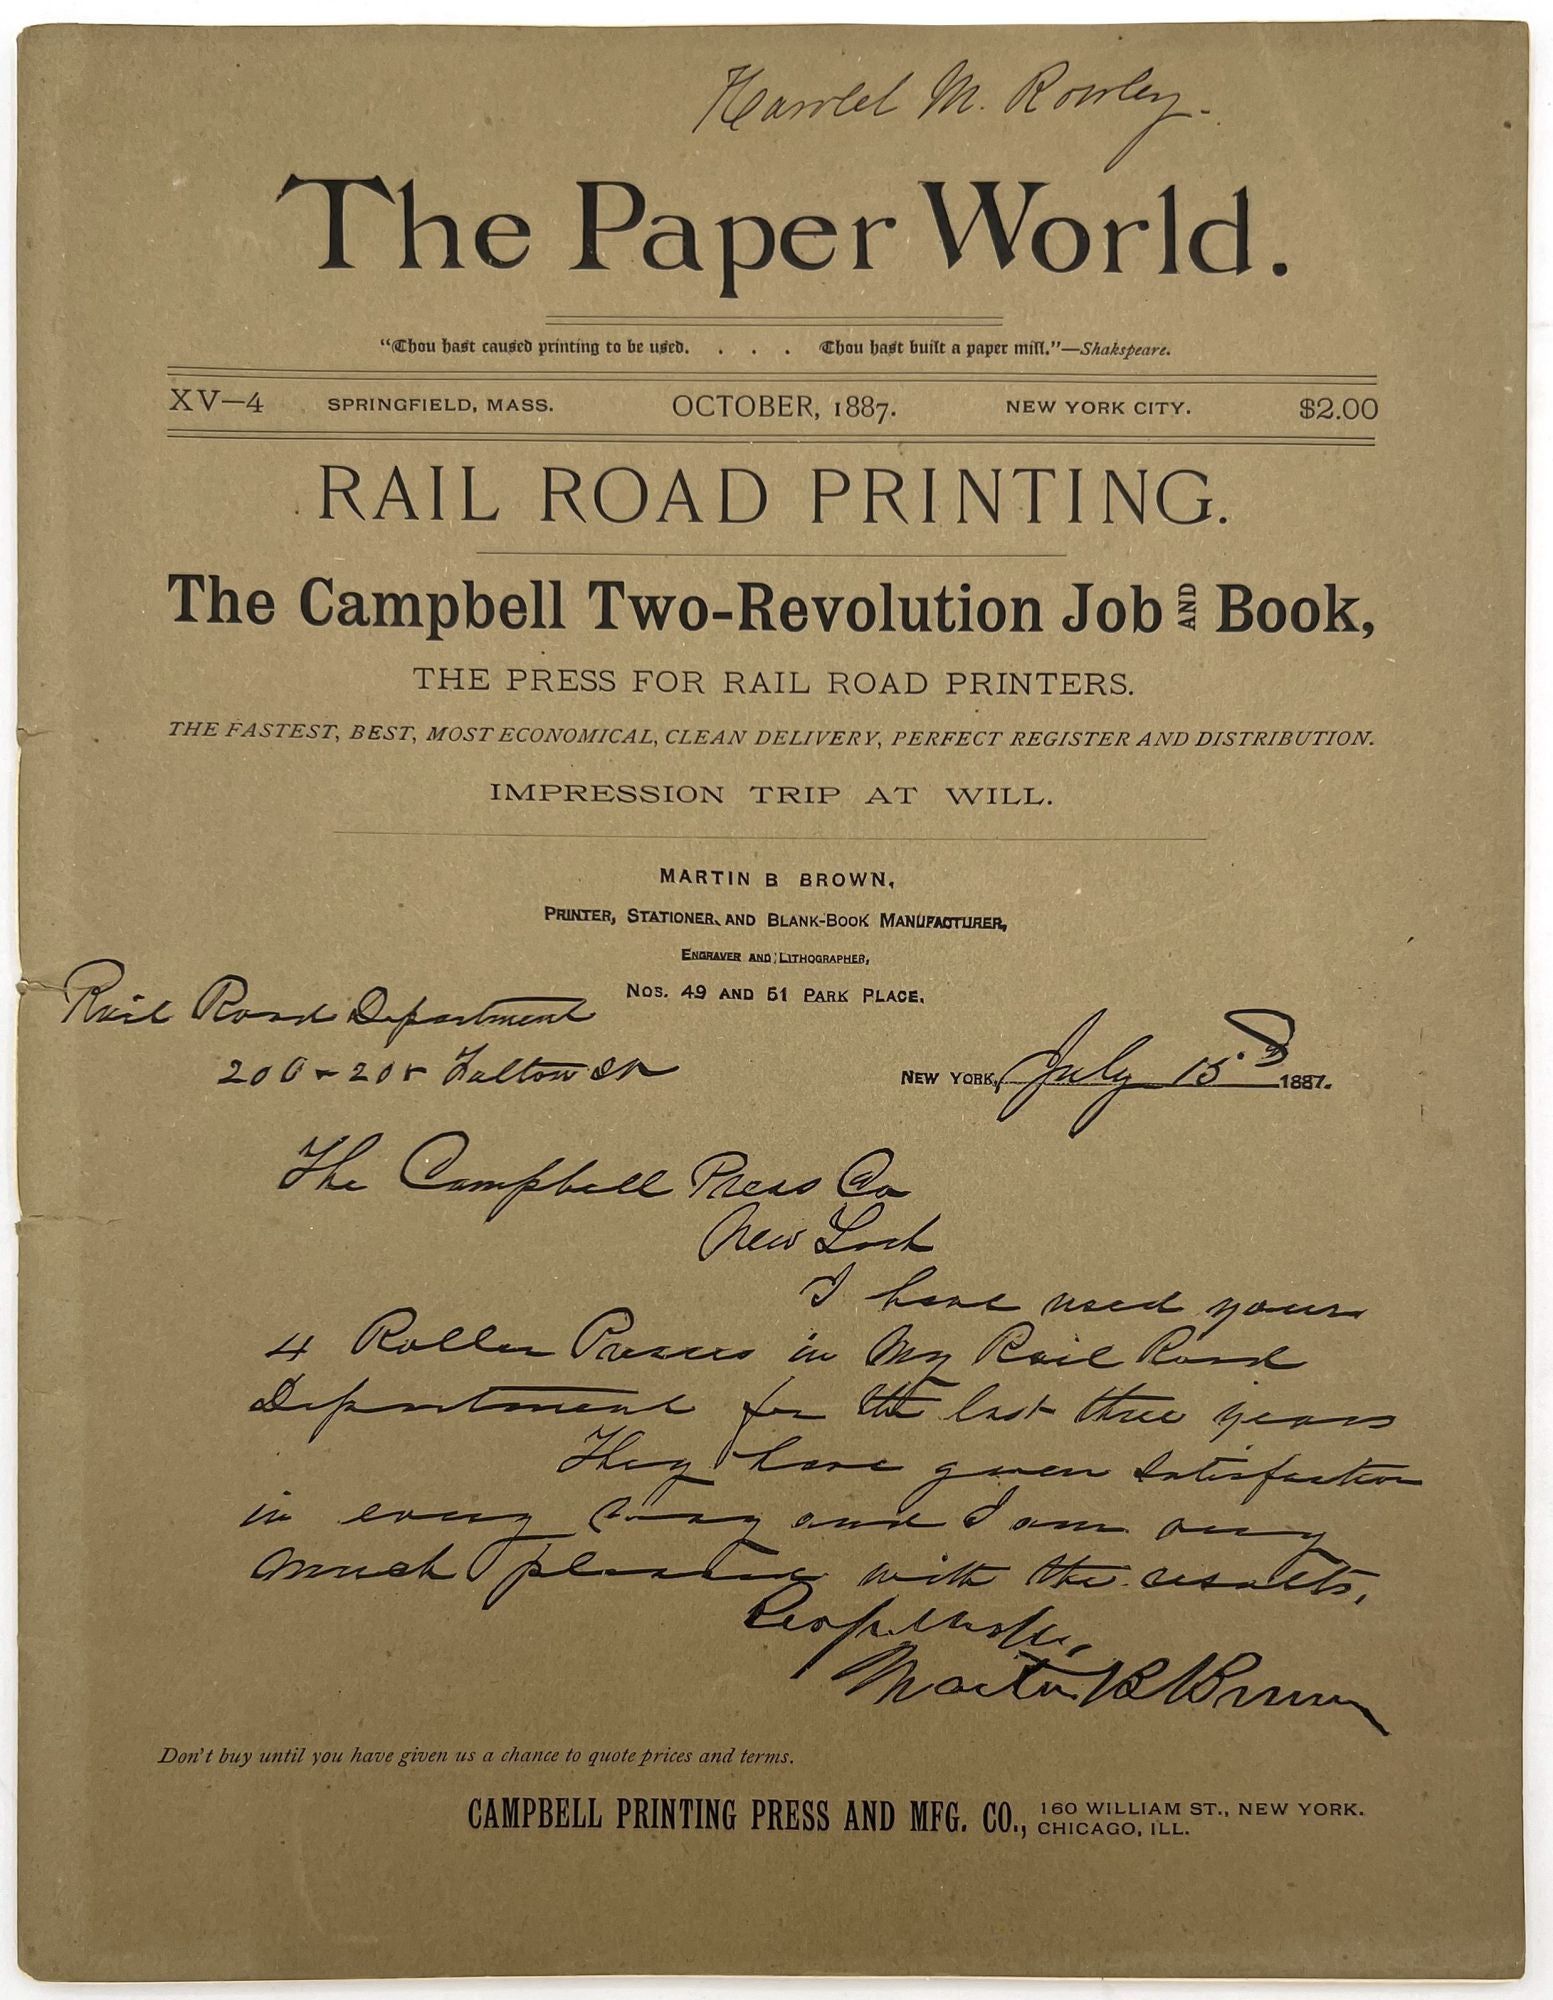 M. Rowley.
The Paper World.
"Thou hast caused printing to be used. . . . Thou hast built a paper mill."—Shakspeare.
XV—4 SPRINGFIELD, MASS. OCTOBER, 1887. NEW YORK CITY. $2.00
RAIL ROAD PRINTING.
The Campbell Two-Revolution Job AND Book,
THE PRESS FOR RAIL ROAD PRINTERS.
THE FASTEST, BEST, MOST ECONOMICAL, CLEAN DELIVERY, PERFECT REGISTER AND DISTRIBUTION.
IMPRESSION TRIP AT WILL.
MARTIN B BROWN,
PRINTER, STATIONER, AND BLANK-BOOK MANUFACTURER,
ENGRAVER AND LITHOGRAPHER,
NOS. 49 AND 51 PARK PLACE.
Rail Road Department
Fulton St
NEW YORK, July 15 1887.
The Campbell Press Co
New York
I have used your
4 Roller Presses in my Rail Road
Department for the last three years
They have given satisfaction
in every way and I am very
much pleased with the results,
Respectfully,
Martin B Brown
Don't buy until you have given us a chance to quote prices and terms.
CAMPBELL PRINTING PRESS AND MFG. CO., 160 WILLIAM ST., NEW YORK.
CHICAGO, ILL.